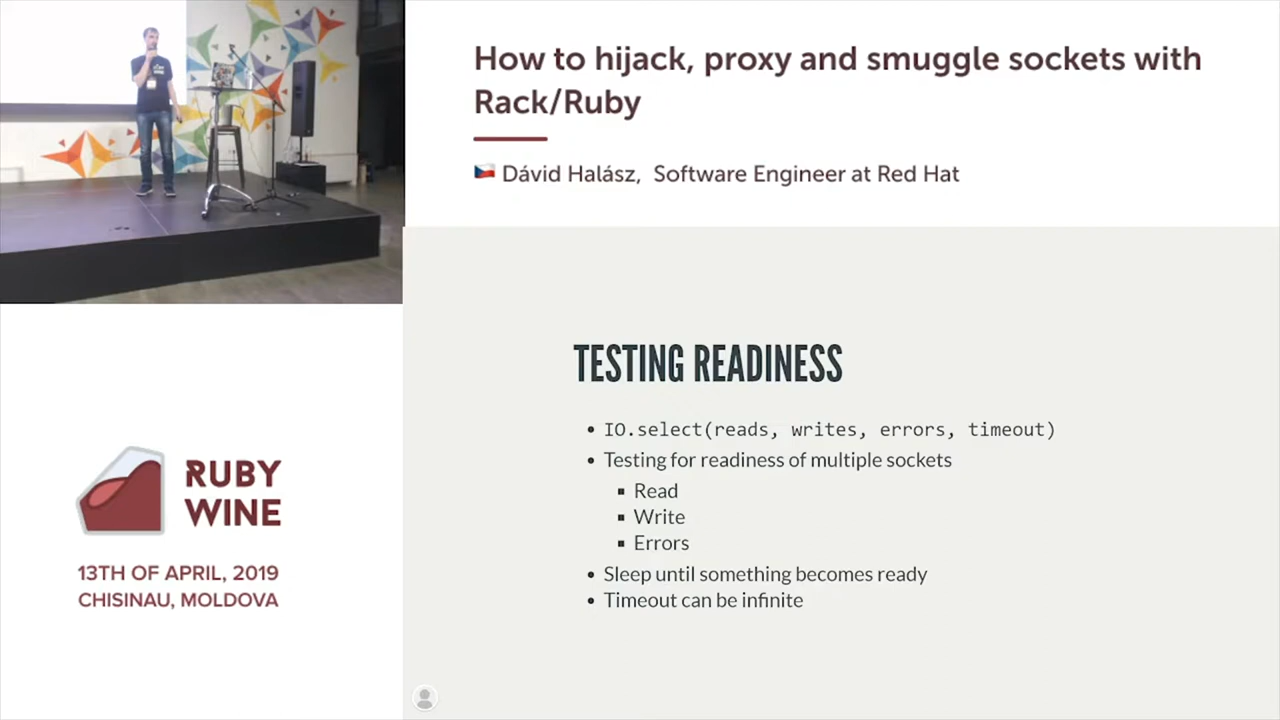 How to hijack, proxy and smuggle sockets with
Rack/Ruby
Dávid Halász, Software Engineer at Red Hat
TESTING READINESS
• IO.select(reads, writes, errors, timeout)
• Testing for readiness of multiple sockets
▪ Read
▪ Write
▪ Errors
• Sleep until something becomes ready
• Timeout can be infinite
RUBY
WINE
13TH OF APRIL, 2019
CHISINAU, MOLDOVA